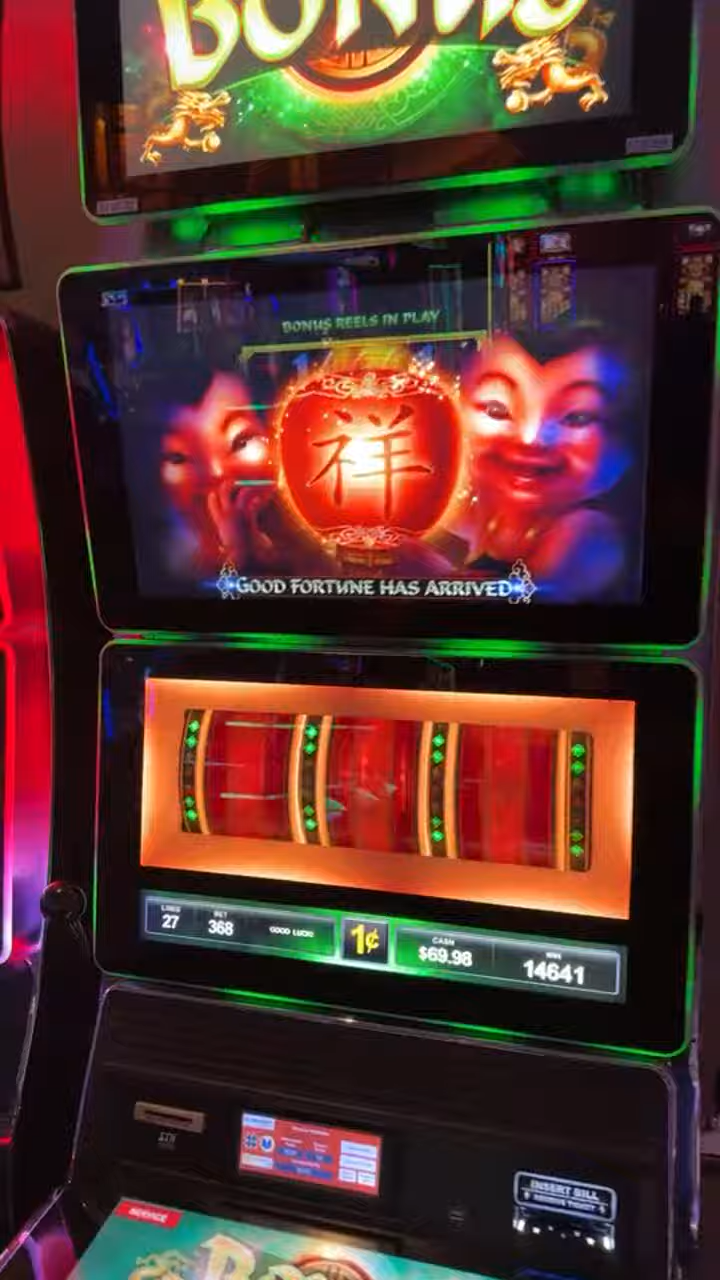 BONUS
BONUS REELS IN PLAY
祥
GOOD FORTUNE HAS ARRIVED
LINES
27
BET
368
GOOD LUCK!
1¢
CASH
$69.98
WIN
14641
INSERT BILL
SERVICE